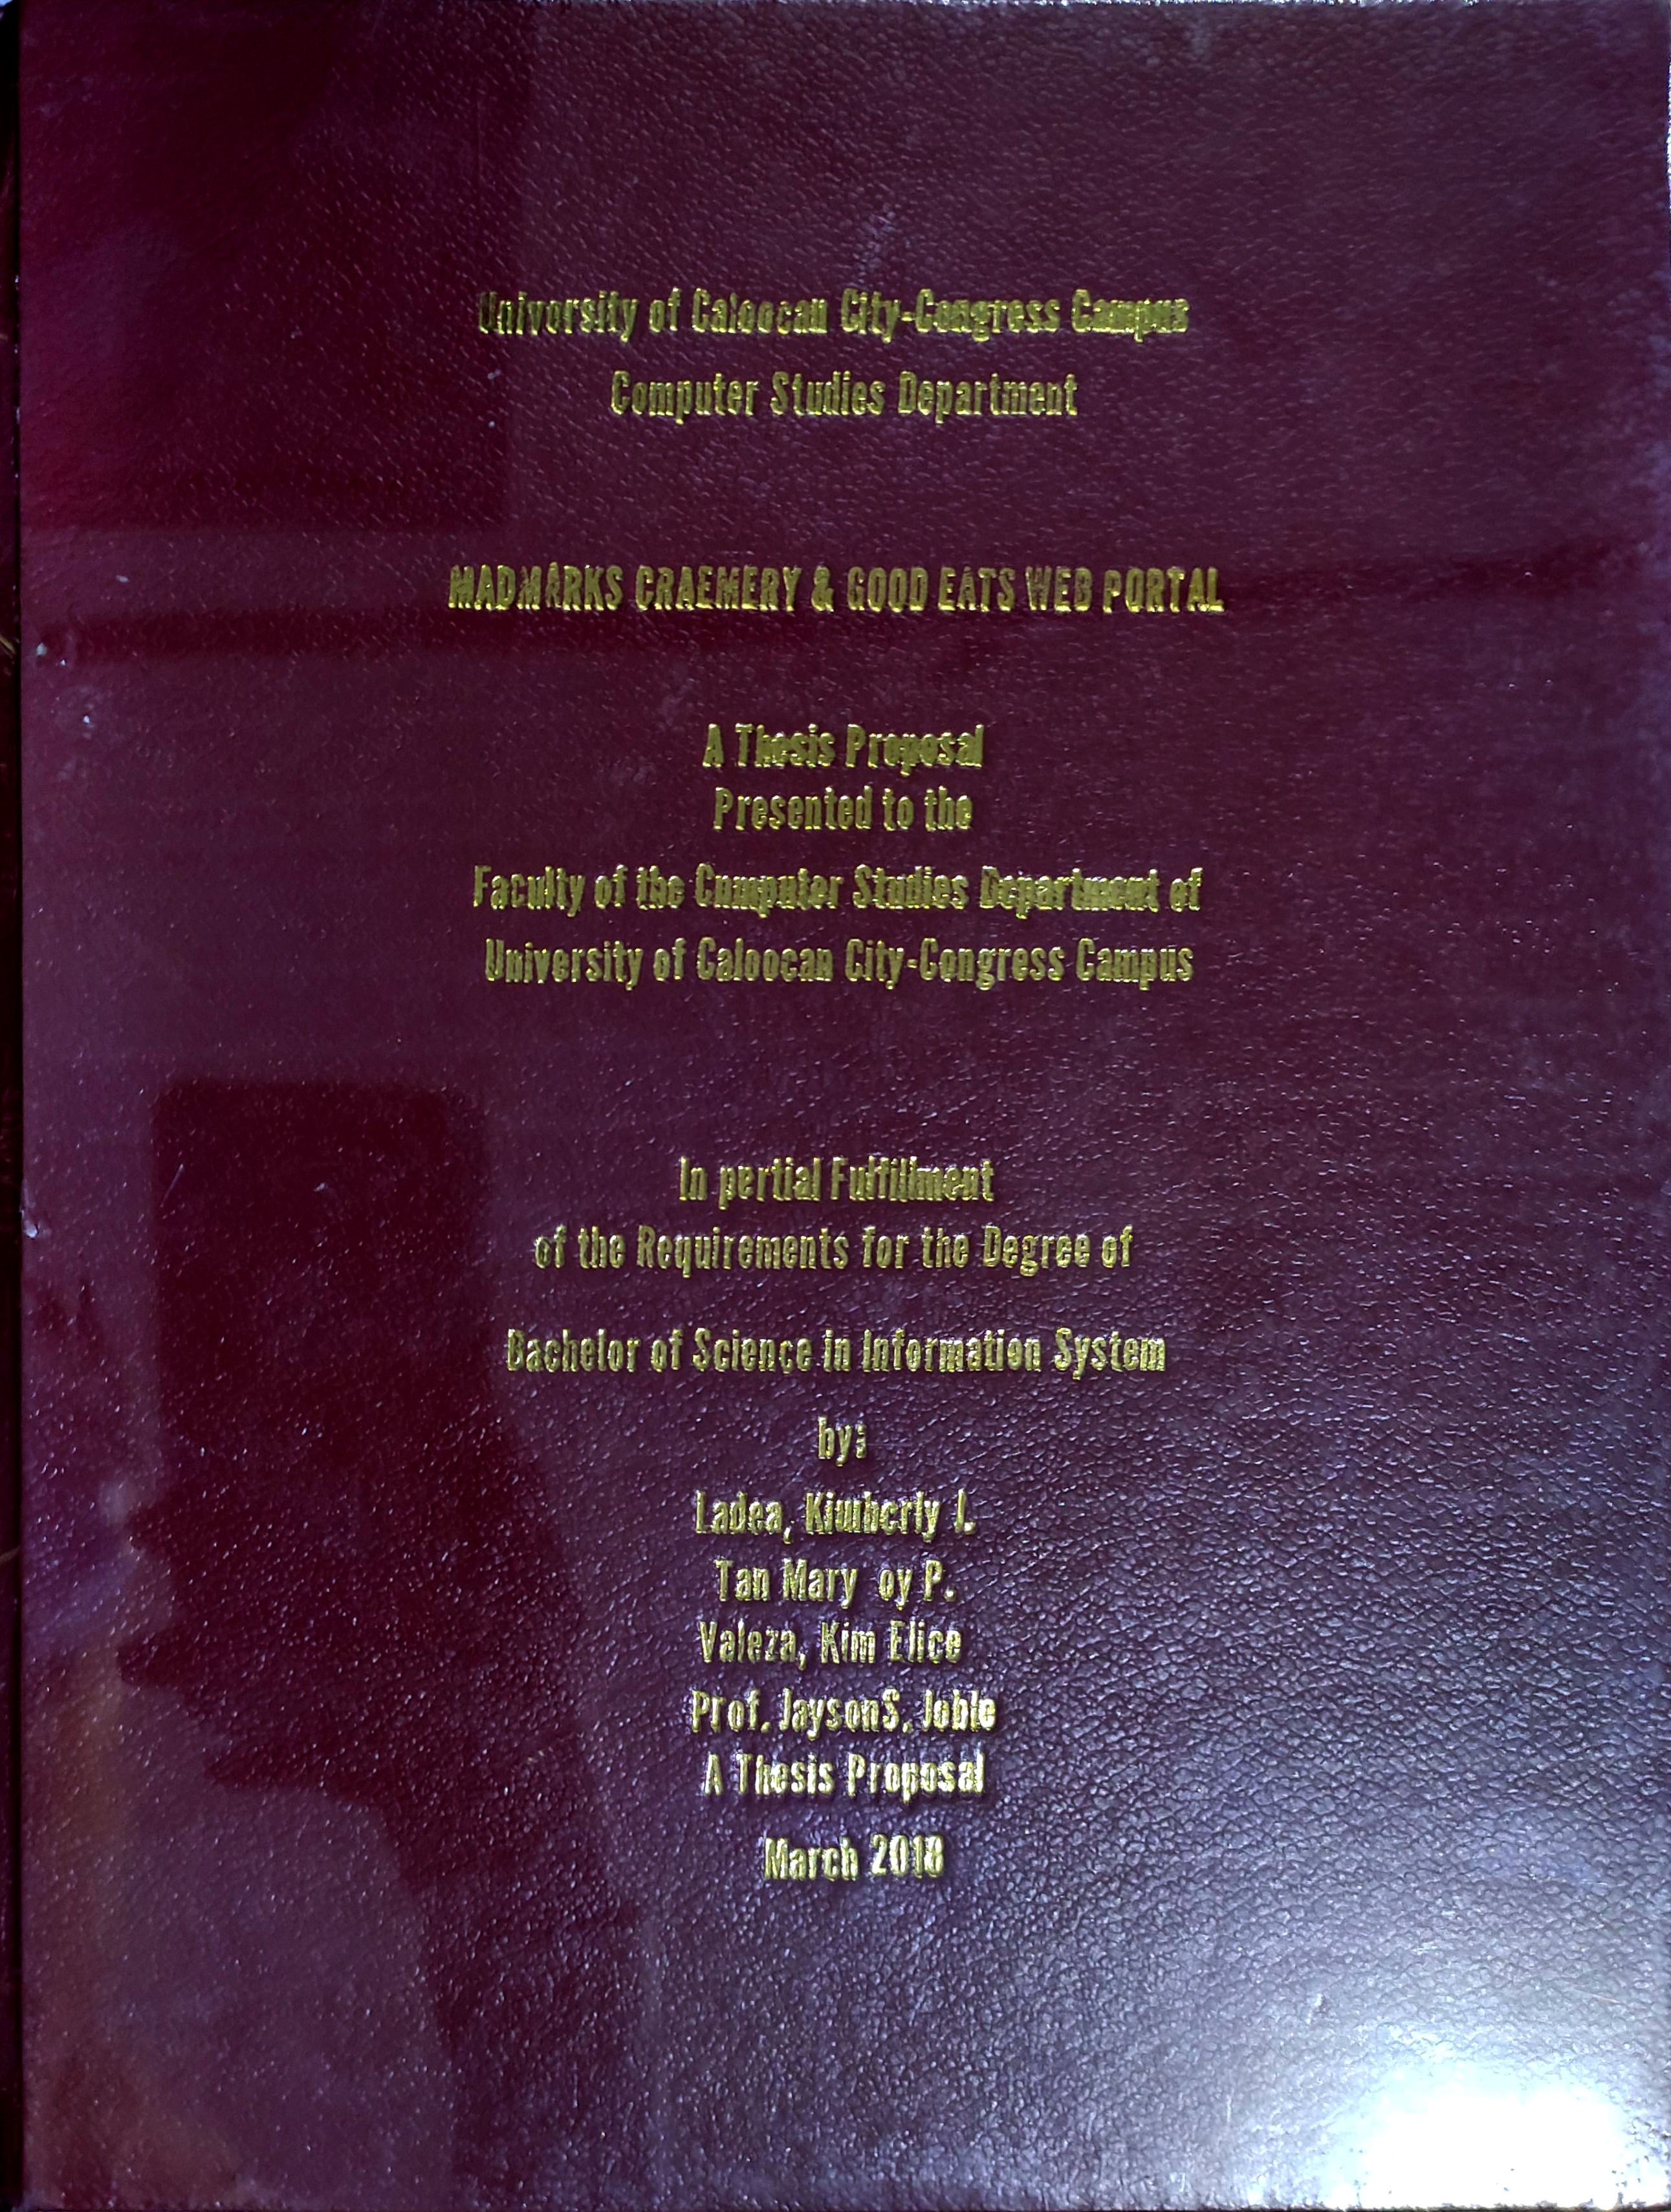 University of Caloocan City-Congress Campus
Computer Studies Department
MADMARKS CRAEMERY & GOOD EATS WEB PORTAL
A Thesis Proposal
Presented to the
Faculty of the Computer Studies Department of
University of Caloocan City-Congress Campus
In pertial Fulfillment
of the Requirements for the Degree of
Bachelor of Science in Information System
by:
Ladea, Kimberly J.
Tan Mary oy P.
Valeza, Kim Elice
Prof. JaysonS. Joble
A Thesis Proposal
March 2018